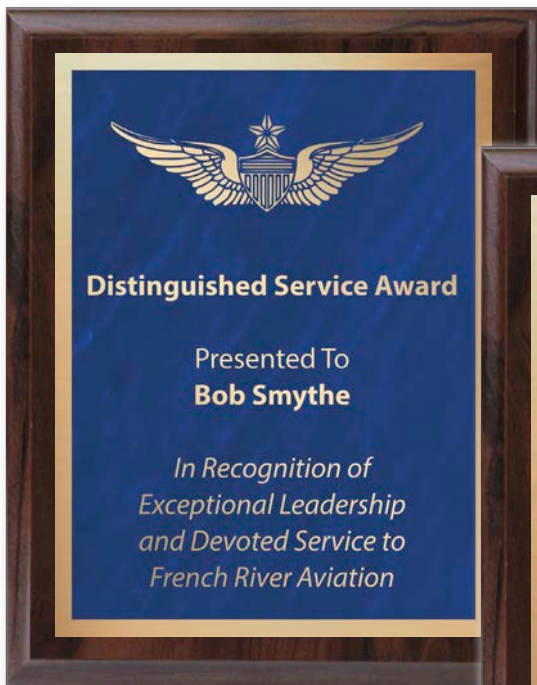 Distinguished Service Award
Presented To
Bob Smythe
In Recognition of
Exceptional Leadership
and Devoted Service to
French River Aviation